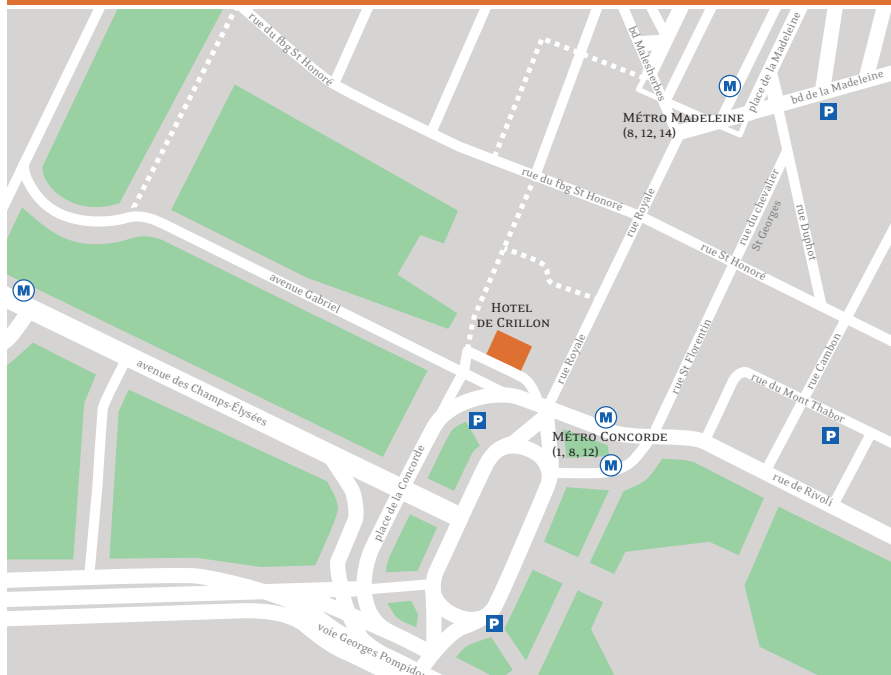 rue du fbg St Honoré
bd Malesherbes
place de la Madeleine
M
bd de la Madeleine
P
Métro Madeleine
(8, 12, 14)
rue du fbg St Honoré
rue Royale
rue du chevalier
St Georges
rue Duphot
rue St Honoré
M
avenue Gabriel
Hotel
de Crillon
rue Royale
rue St Florentin
rue Cambon
avenue des Champs-Élysées
rue du Mont Thabor
P
M
P
Métro Concorde
(1, 8, 12)
M
place de la Concorde
rue de Rivoli
P
voie Georges Pompidou